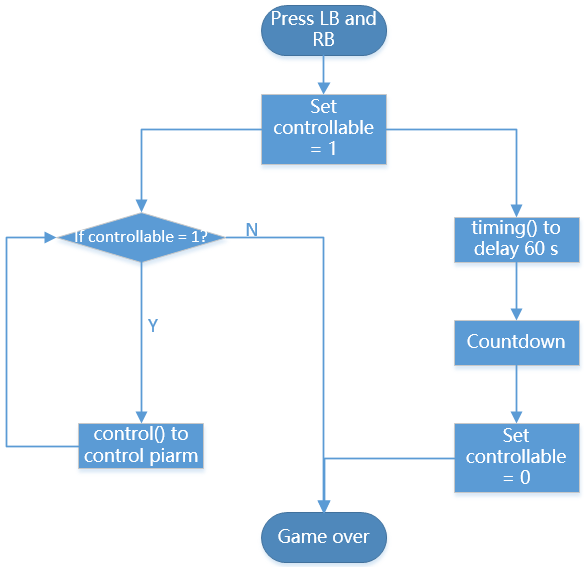 Press LB and
RB
Set
controllable
= 1
If controllable = 1?
N
Y
control() to
control piarm
timing() to
delay 60 s
Countdown
Set
controllable
= 0
Game over